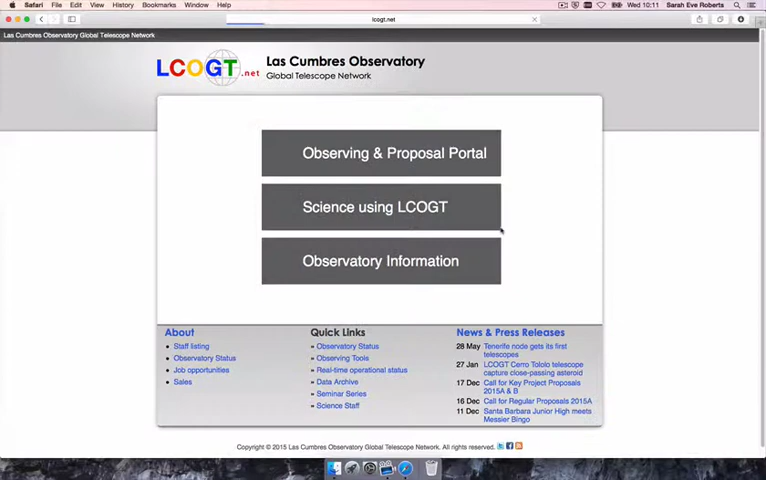 Safari File Edit View History Bookmarks Window Help
Wed 10:11 Sarah Eve Roberts
lcogt.net
Las Cumbres Observatory Global Telescope Network
LCOGT.net
Las Cumbres Observatory
Global Telescope Network
Observing & Proposal Portal
Science using LCOGT
Observatory Information
About
Staff listing
Observatory Status
Job opportunities
Sales
Quick Links
» Observatory Status
» Observing Tools
» Real-time operational status
» Data Archive
» Seminar Series
» Science Staff
News & Press Releases
28 May Tenerife node gets its first
telescopes
27 Jan LCOGT Cerro Tololo telescope
capture close-passing asteroid
17 Dec Call for Key Project Proposals
2015A & B
16 Dec Call for Regular Proposals 2015A
11 Dec Santa Barbara Junior High meets
Messier Bingo
Copyright © 2015 Las Cumbres Observatory Global Telescope Network. All rights reserved.